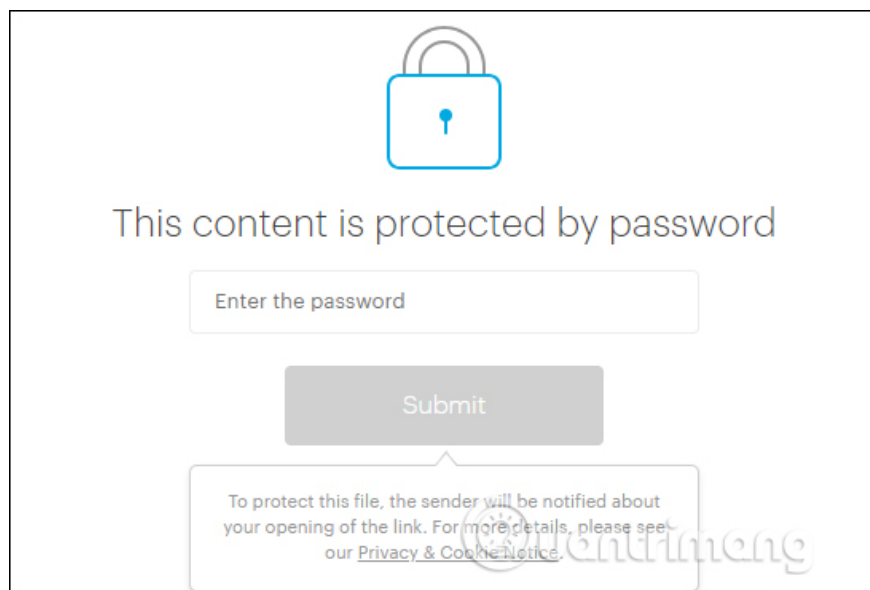 This content is protected by password
Enter the password
Submit
To protect this file, the sender will be notified about
your opening of the link. For more details, please see
our Privacy & Cookie Notice.
Quantrimang